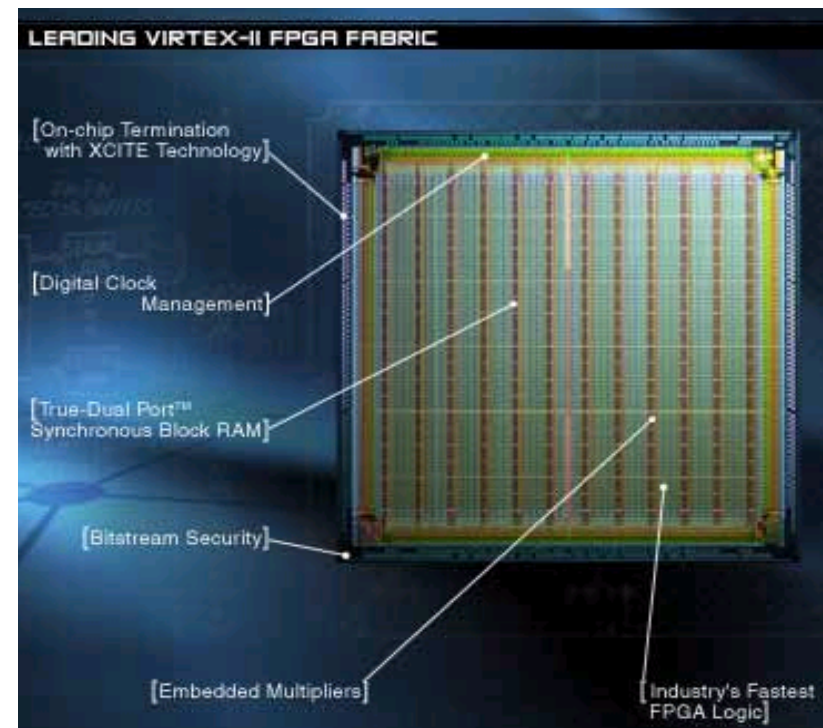 LEADING VIRTEX-II FPGA FABRIC
[On-chip Termination
with XCITE Technology]
[Digital Clock
Management]
[True-Dual Port™
Synchronous Block RAM]
[Bitstream Security]
[Embedded Multipliers]
[Industry's Fastest
FPGA Logic]